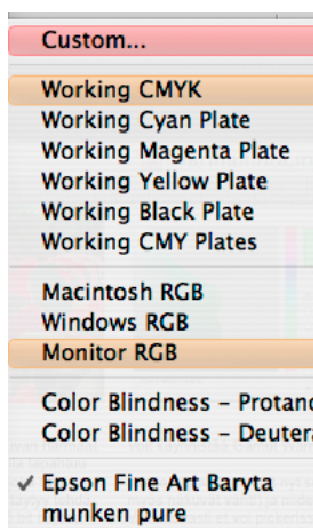 Custom...
Working CMYK
Working Cyan Plate
Working Magenta Plate
Working Yellow Plate
Working Black Plate
Working CMY Plates
Macintosh RGB
Windows RGB
Monitor RGB
Color Blindness – Protano
Color Blindness – Deutera
✓ Epson Fine Art Baryta
munken pure